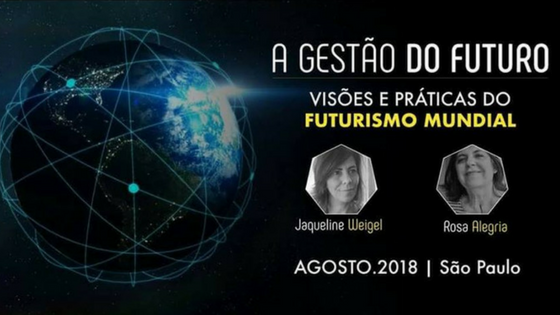 A GESTÃO DO FUTURO
VISÕES E PRÁTICAS DO
FUTURISMO MUNDIAL
Jaqueline Weigel
Rosa Alegria
AGOSTO.2018 | São Paulo